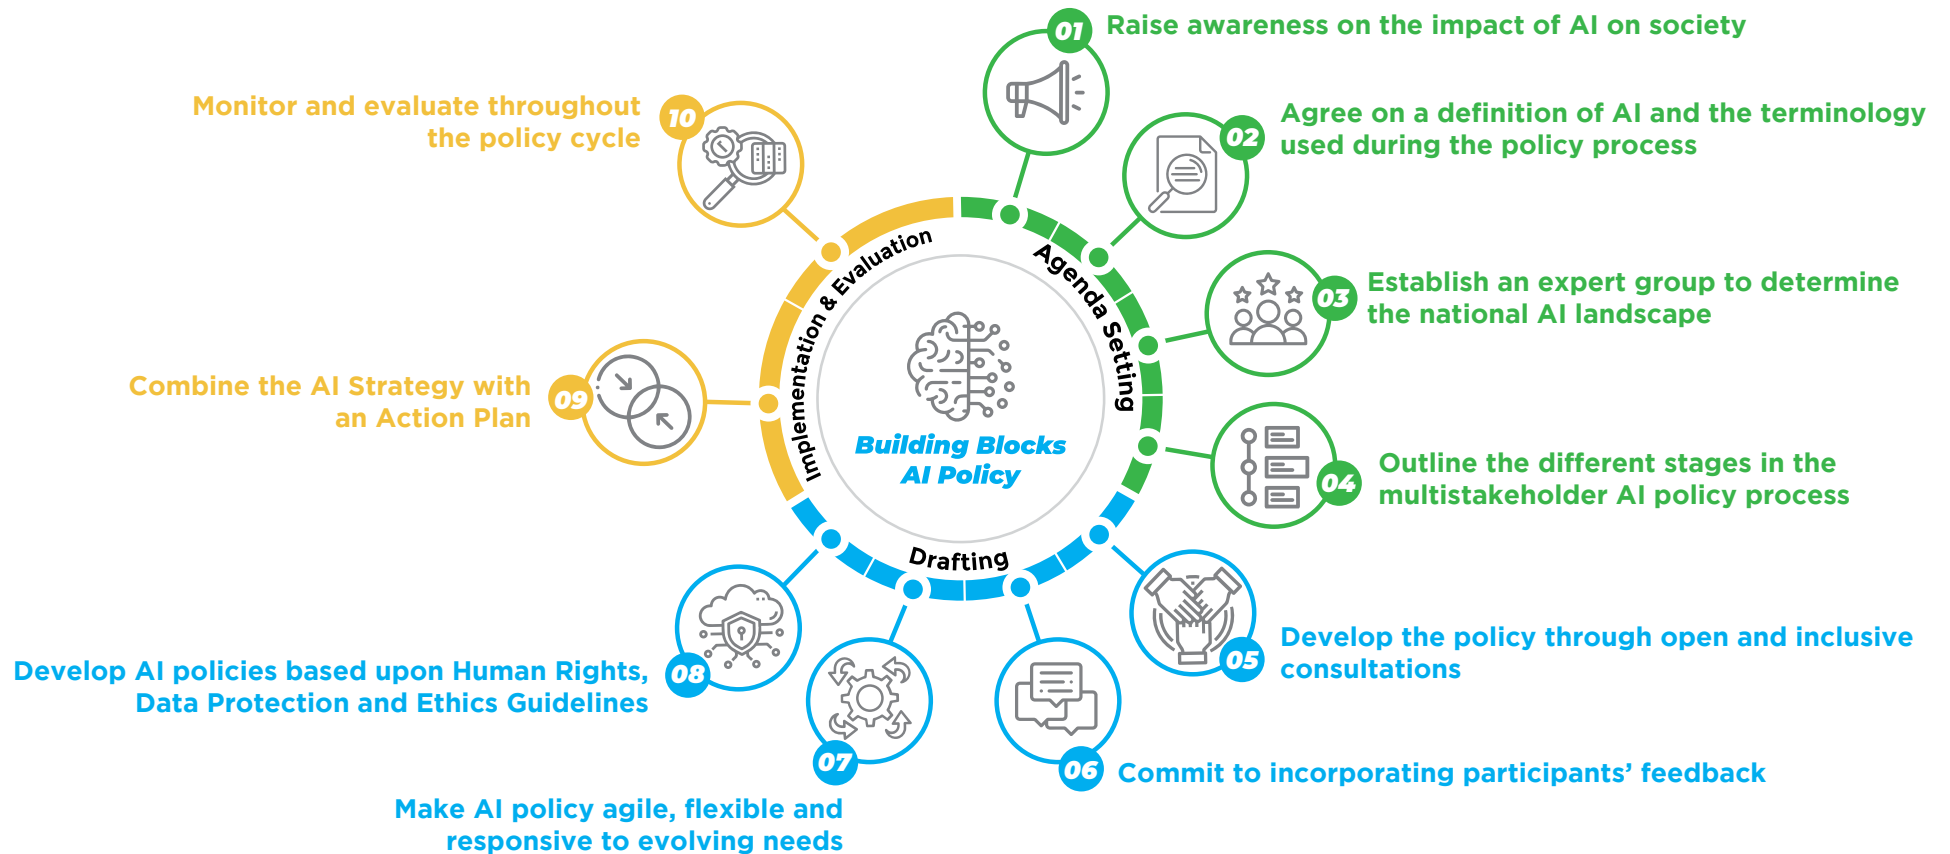 Building Blocks
AI Policy
Agenda Setting
01
Raise awareness on the impact of AI on society
02
Agree on a definition of AI and the terminology
used during the policy process
03
Establish an expert group to determine
the national AI landscape
04
Outline the different stages in the
multistakeholder AI policy process
Drafting
05
Develop the policy through open and inclusive
consultations
06
Commit to incorporating participants’ feedback
07
Make AI policy agile, flexible and
responsive to evolving needs
08
Develop AI policies based upon Human Rights,
Data Protection and Ethics Guidelines
Implementation & Evaluation
09
Combine the AI Strategy with
an Action Plan
10
Monitor and evaluate throughout
the policy cycle